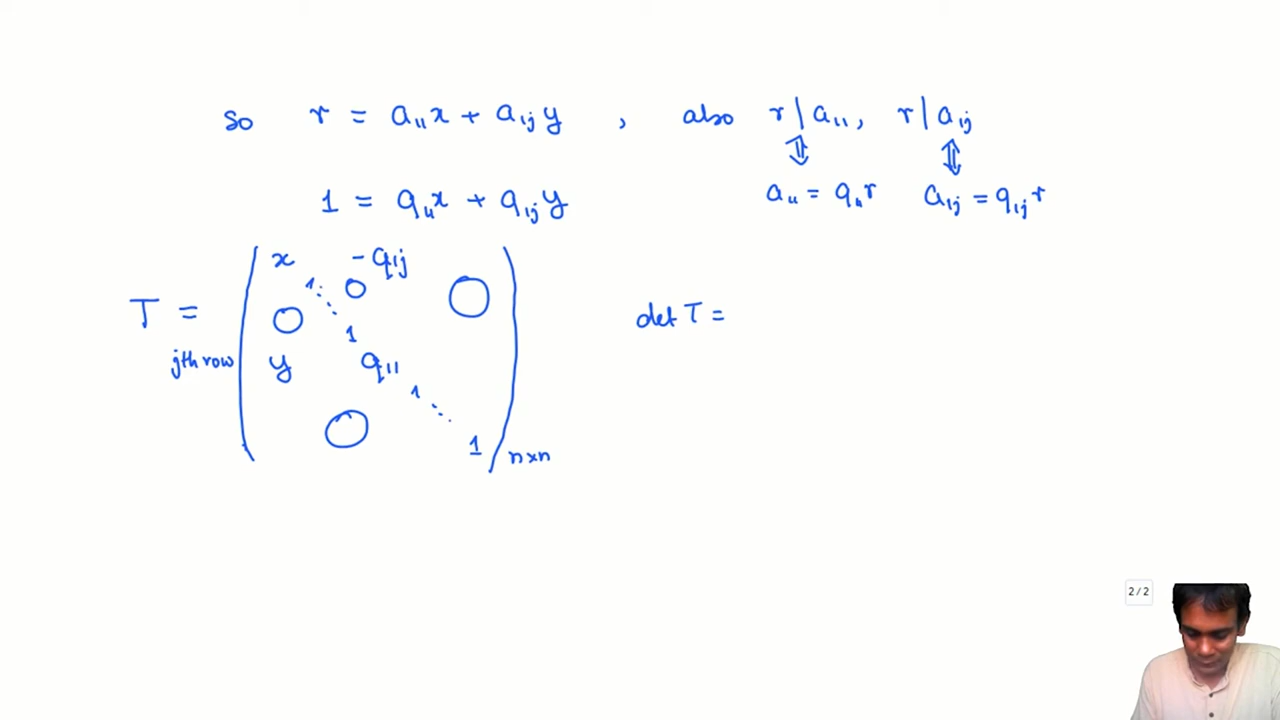 so r = a₁₁x + a₁ⱼy , also r | a₁₁, r | a₁ⱼ
⇕ ⇕
1 = q₁₁x + q₁ⱼy a₁₁ = q₁₁r a₁ⱼ = q₁ⱼr
x -q₁ⱼ
1 ⋱ 0 0
T = 0 det T =
1
jth row y q₁₁
1 ⋱
0 1
n×n
2 / 2